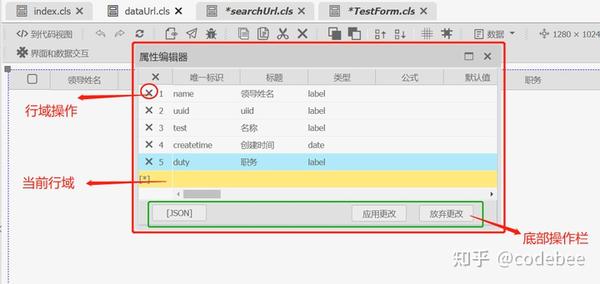 index.cls
dataUrl.cls
*searchUrl.cls
*TestForm.cls
</> 到代码视图
数据
1280 × 1024
界面和数据交互
属性编辑器
领导姓名
职务
唯一标识 标题 类型 公式 默认值
1 name 领导姓名 label
2 uuid uiid label
3 test 名称 label
4 createtime 创建时间 date
5 duty 职务 label
[*]
[JSON] 应用更改 放弃更改
行域操作
当前行域
底部操作栏
知乎 @codebee